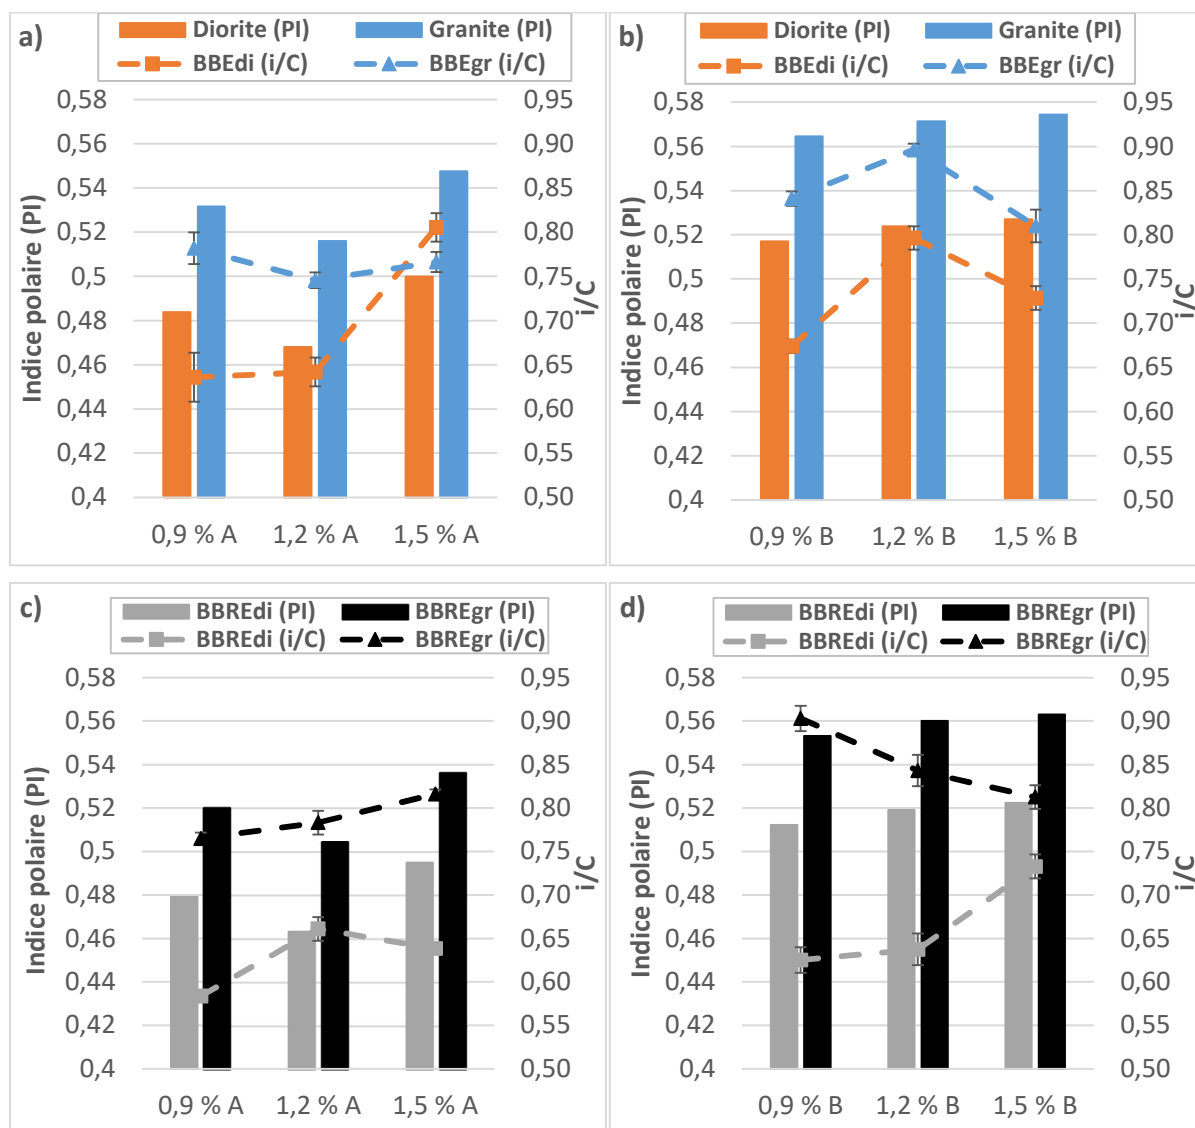 a)
Diorite (PI) Granite (PI)
BBEdi (i/C) BBEgr (i/C)
0,58 0,95
0,56 0,90
0,54 0,85
0,52 0,80
0,5 0,75
0,48 0,70
0,46 0,65
0,44 0,60
0,42 0,55
0,4 0,50
Indice polaire (PI)
i/C
0,9 % A 1,2 % A 1,5 % A
b)
Diorite (PI) Granite (PI)
BBEdi (i/C) BBEgr (i/C)
0,58 0,95
0,56 0,90
0,54 0,85
0,52 0,80
0,5 0,75
0,48 0,70
0,46 0,65
0,44 0,60
0,42 0,55
0,4 0,50
Indice polaire (PI)
i/C
0,9 % B 1,2 % B 1,5 % B
c)
BBREdi (PI) BBREgr (PI)
BBREdi (i/C) BBREgr (i/C)
0,58 0,95
0,56 0,90
0,54 0,85
0,52 0,80
0,5 0,75
0,48 0,70
0,46 0,65
0,44 0,60
0,42 0,55
0,4 0,50
Indice polaire (PI)
i/C
0,9 % A 1,2 % A 1,5 % A
d)
BBREdi (PI) BBREgr (PI)
BBREdi (i/C) BBREgr (i/C)
0,58 0,95
0,56 0,90
0,54 0,85
0,52 0,80
0,5 0,75
0,48 0,70
0,46 0,65
0,44 0,60
0,42 0,55
0,4 0,50
Indice polaire (PI)
i/C
0,9 % B 1,2 % B 1,5 % B